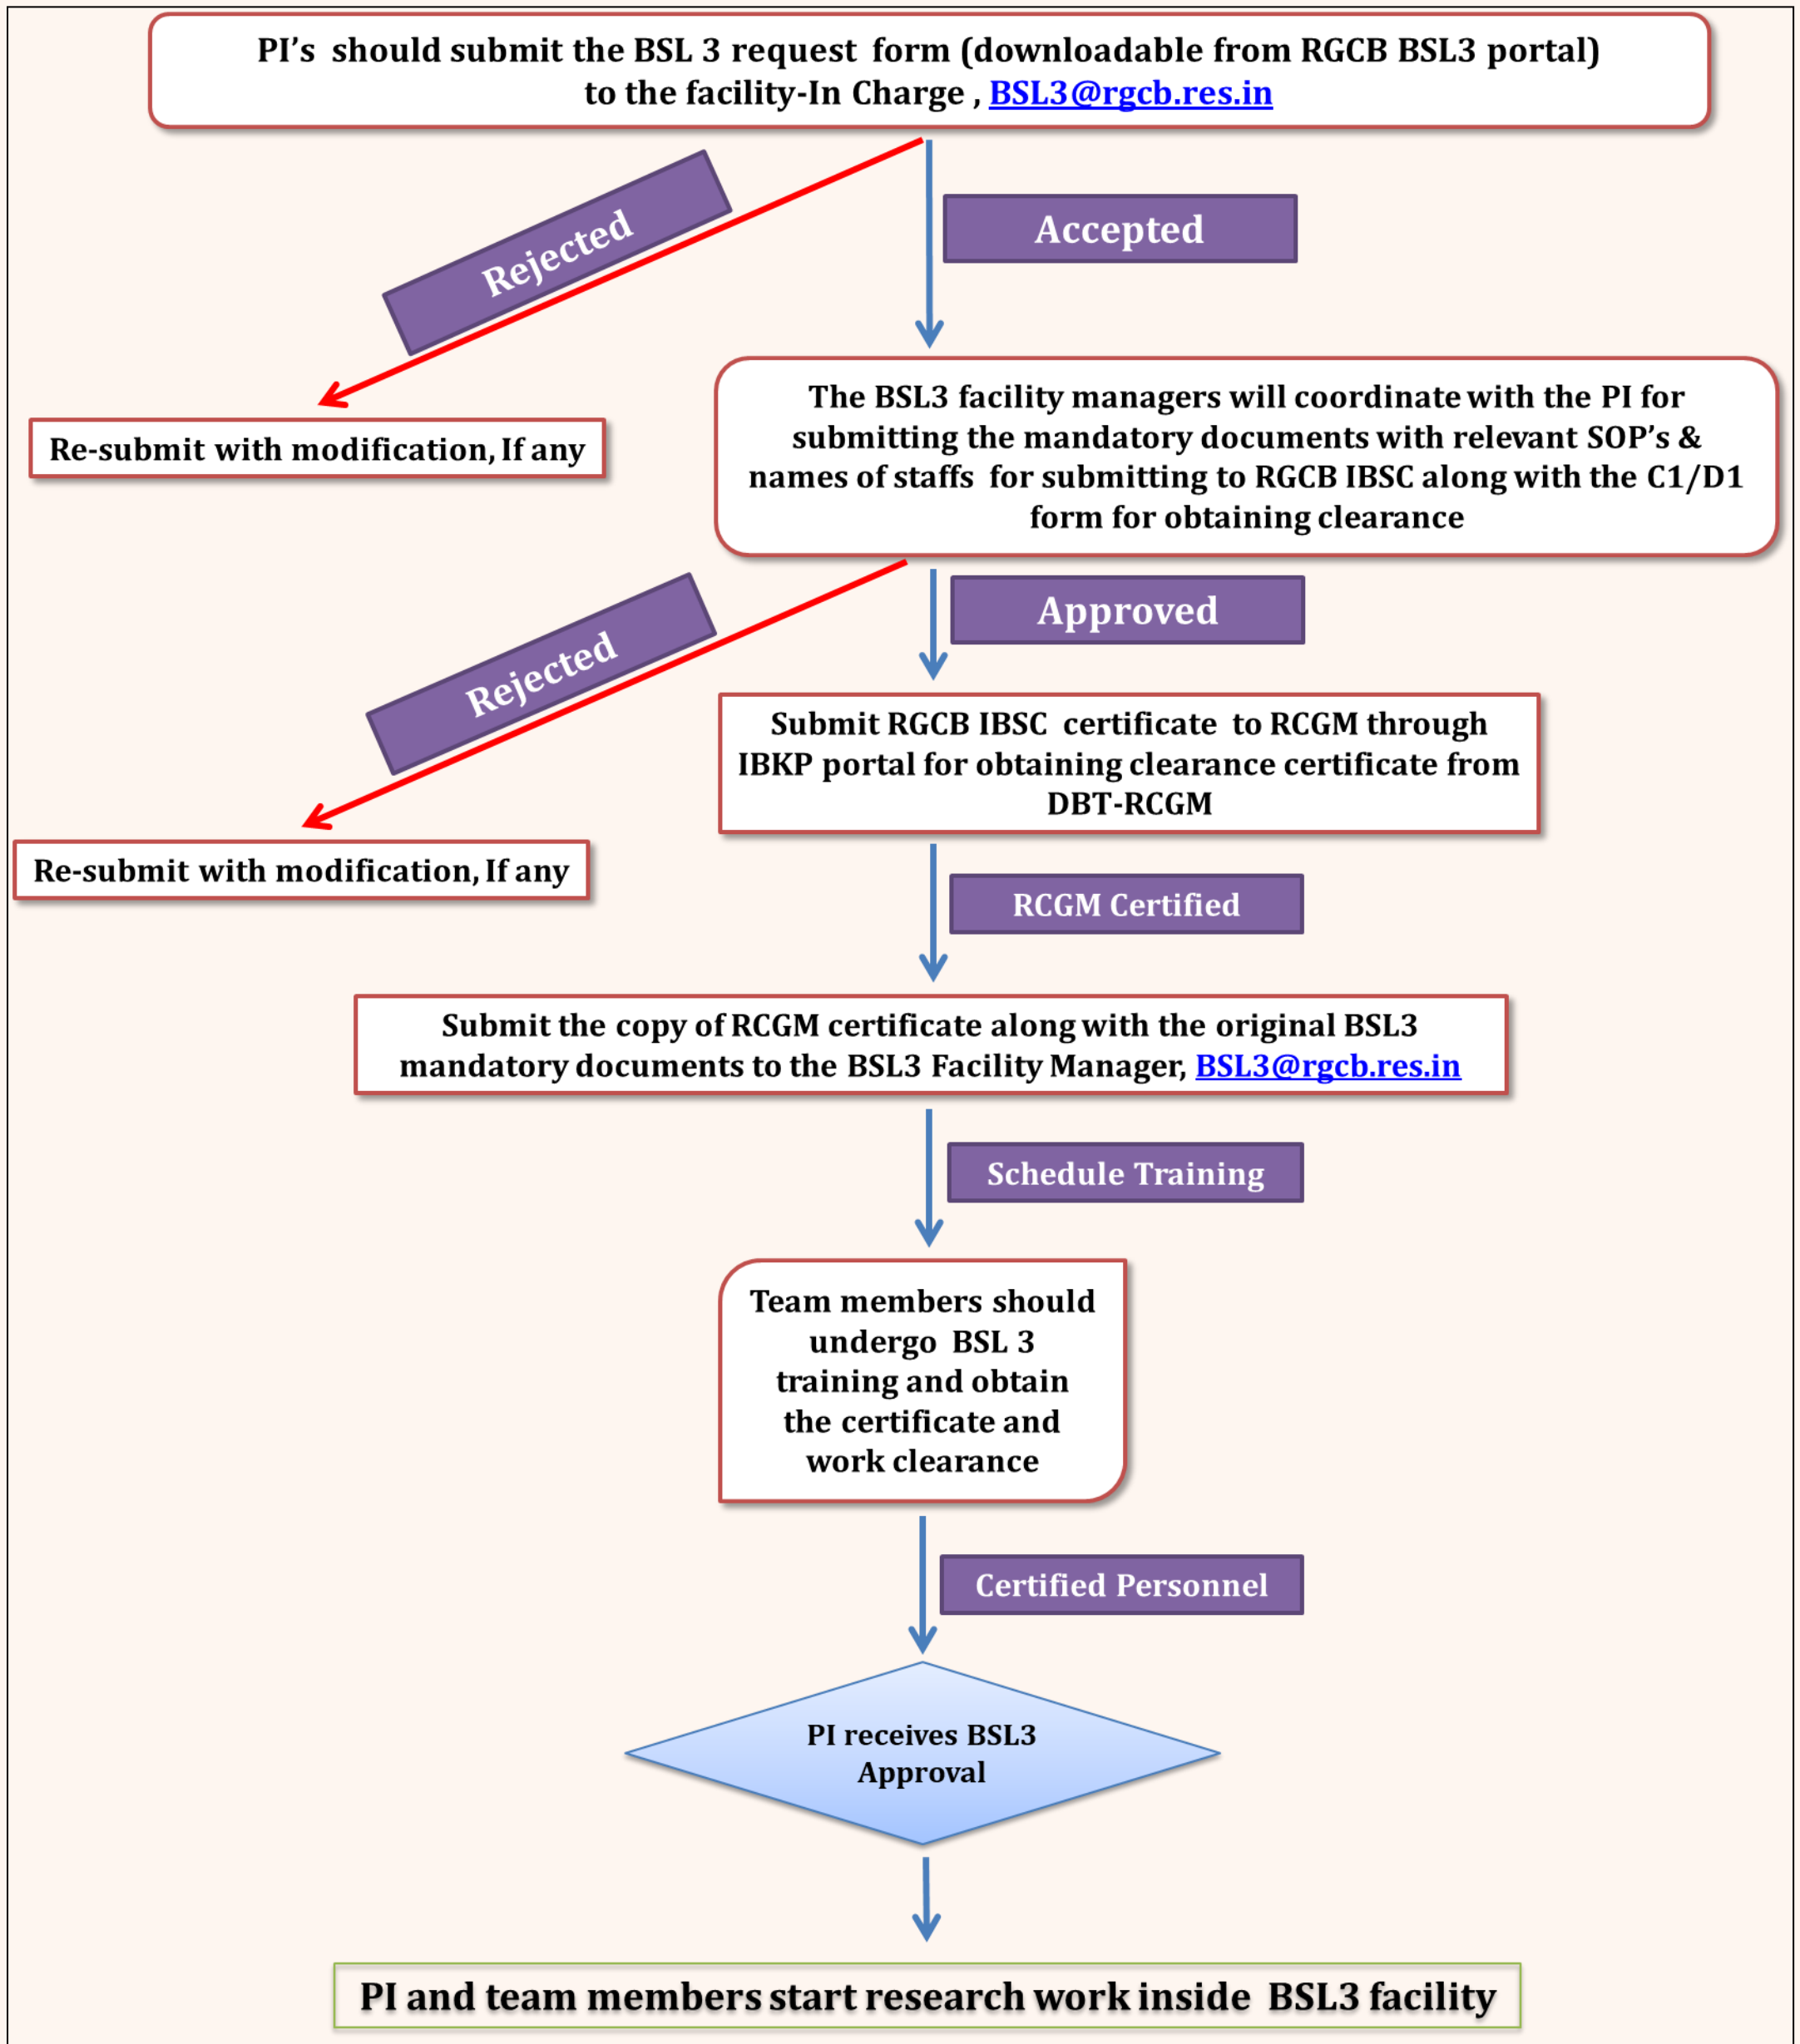 PI's should submit the BSL 3 request form (downloadable from RGCB BSL3 portal)
to the facility-In Charge , BSL3@rgcb.res.in
Rejected
Accepted
Re-submit with modification, If any
The BSL3 facility managers will coordinate with the PI for
submitting the mandatory documents with relevant SOP's &
names of staffs for submitting to RGCB IBSC along with the C1/D1
form for obtaining clearance
Rejected
Approved
Submit RGCB IBSC certificate to RCGM through
IBKP portal for obtaining clearance certificate from
DBT-RCGM
Re-submit with modification, If any
RCGM Certified
Submit the copy of RCGM certificate along with the original BSL3
mandatory documents to the BSL3 Facility Manager, BSL3@rgcb.res.in
Schedule Training
Team members should
undergo BSL 3
training and obtain
the certificate and
work clearance
Certified Personnel
PI receives BSL3
Approval
PI and team members start research work inside BSL3 facility